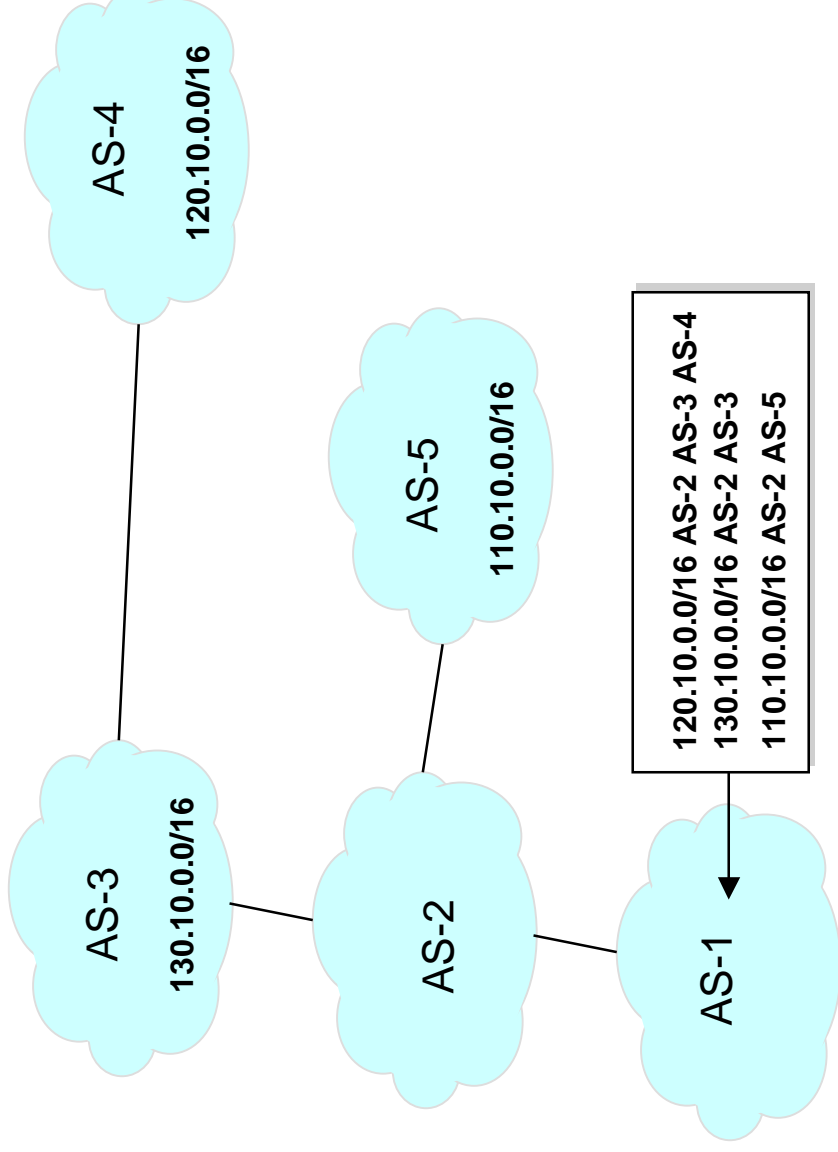 AS-3
130.10.0.0/16
AS-4
120.10.0.0/16
AS-2
AS-5
110.10.0.0/16
AS-1
120.10.0.0/16 AS-2 AS-3 AS-4
130.10.0.0/16 AS-2 AS-3
110.10.0.0/16 AS-2 AS-5